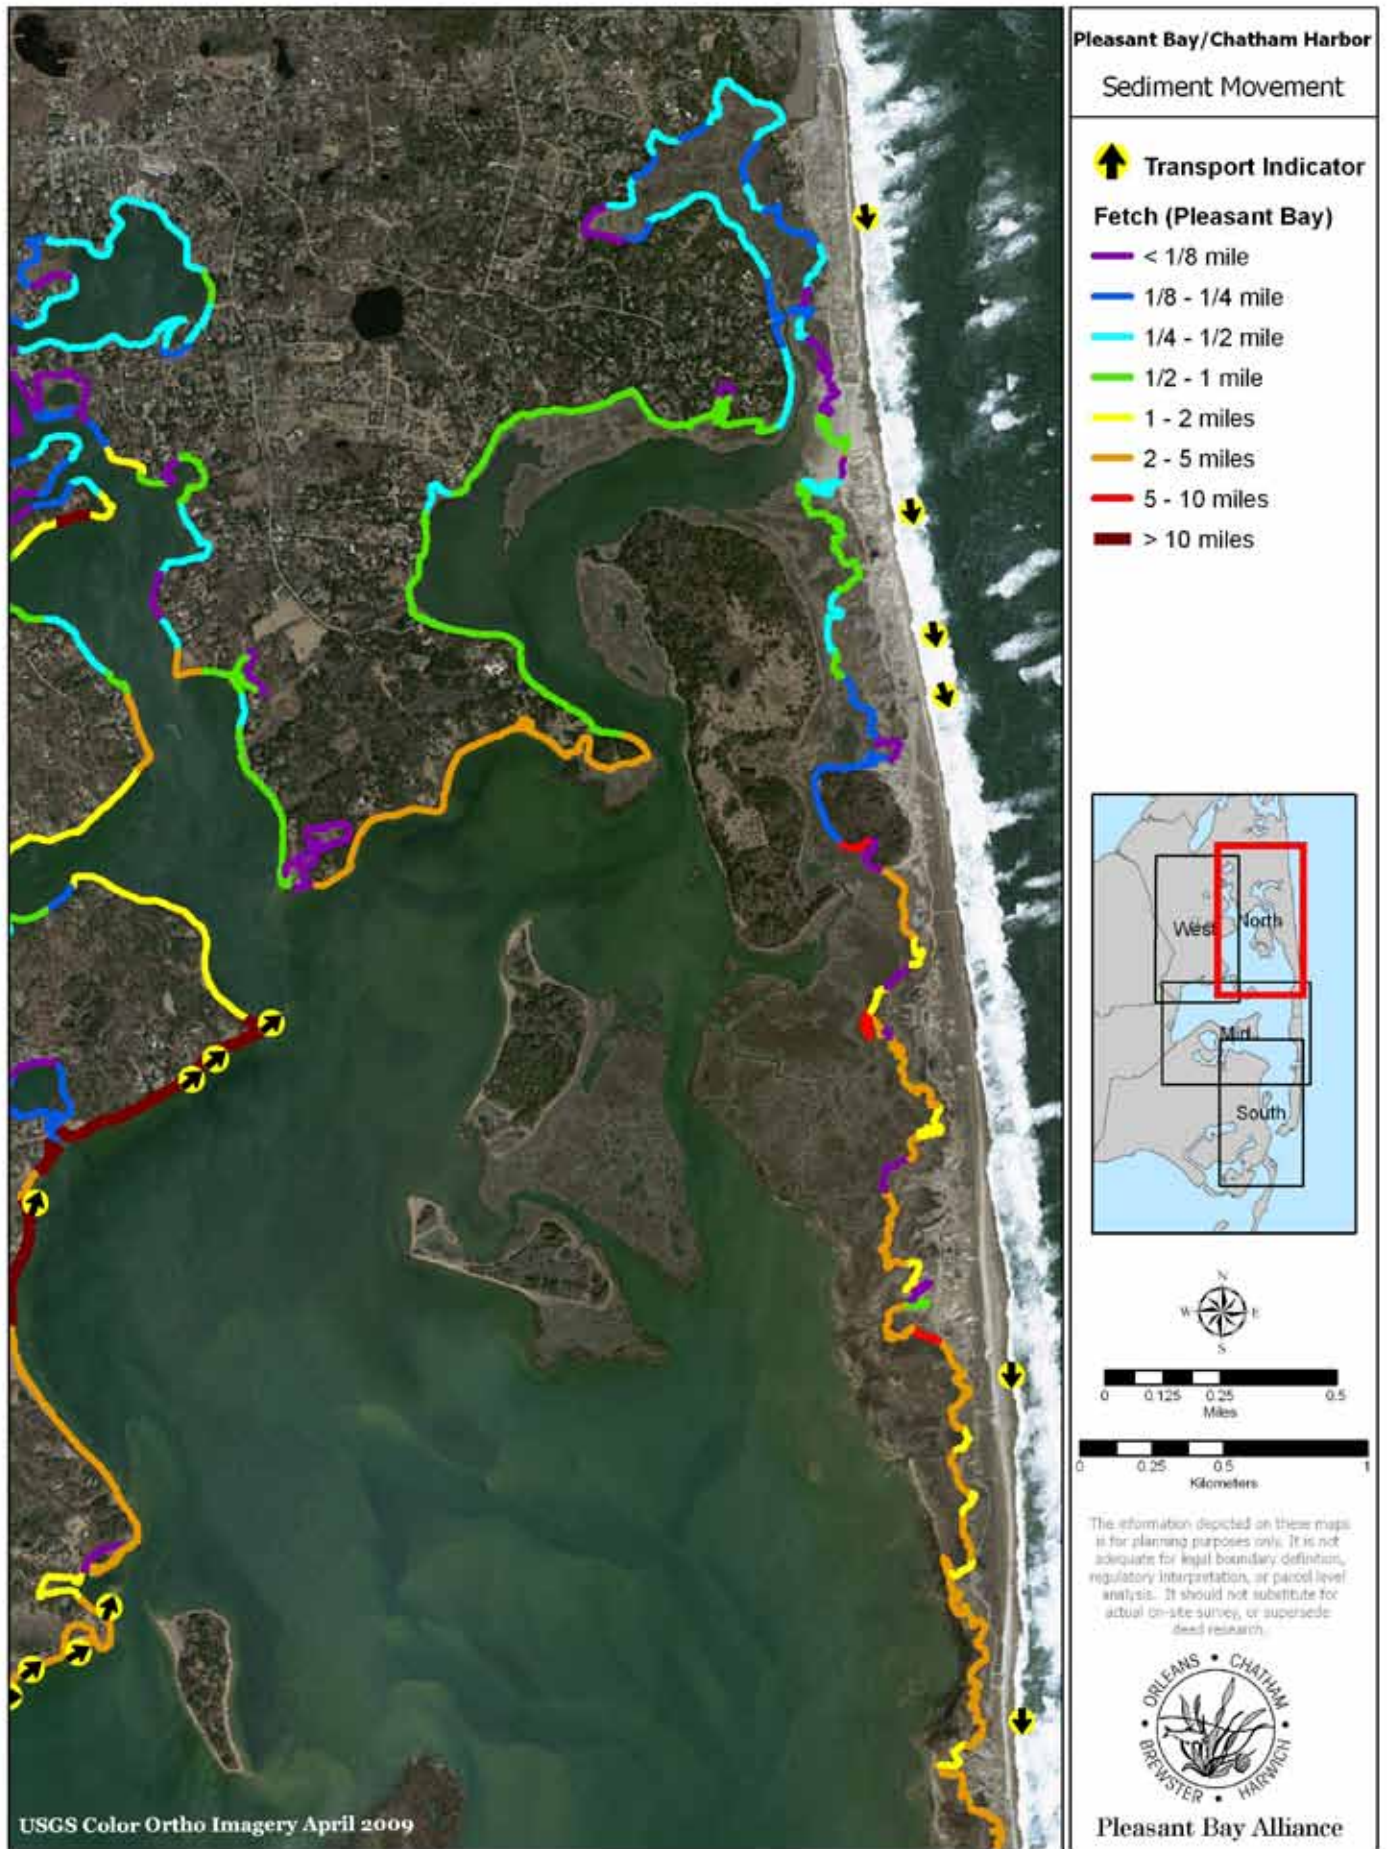 Pleasant Bay/Chatham Harbor
Sediment Movement
Transport Indicator
Fetch (Pleasant Bay)
< 1/8 mile
1/8 - 1/4 mile
1/4 - 1/2 mile
1/2 - 1 mile
1 - 2 miles
2 - 5 miles
5 - 10 miles
> 10 miles
West
North
Mid
South
N
W E
S
0 0.125 0.25 0.5
Miles
0 0.25 0.5 1
Kilometers
The information depicted on these maps
is for planning purposes only. It is not
adequate for legal boundary definition,
regulatory interpretation, or parcel level
analysis. It should not substitute for
actual on-site survey, or supersede
deed research.
ORLEANS • CHATHAM • HARWICH • BREWSTER •
Pleasant Bay Alliance
USGS Color Ortho Imagery April 2009